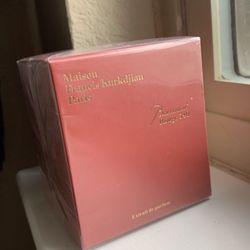 Maison
Francis Kurkdjian
Paris
Baccarat
Rouge 540
Extrait de parfum